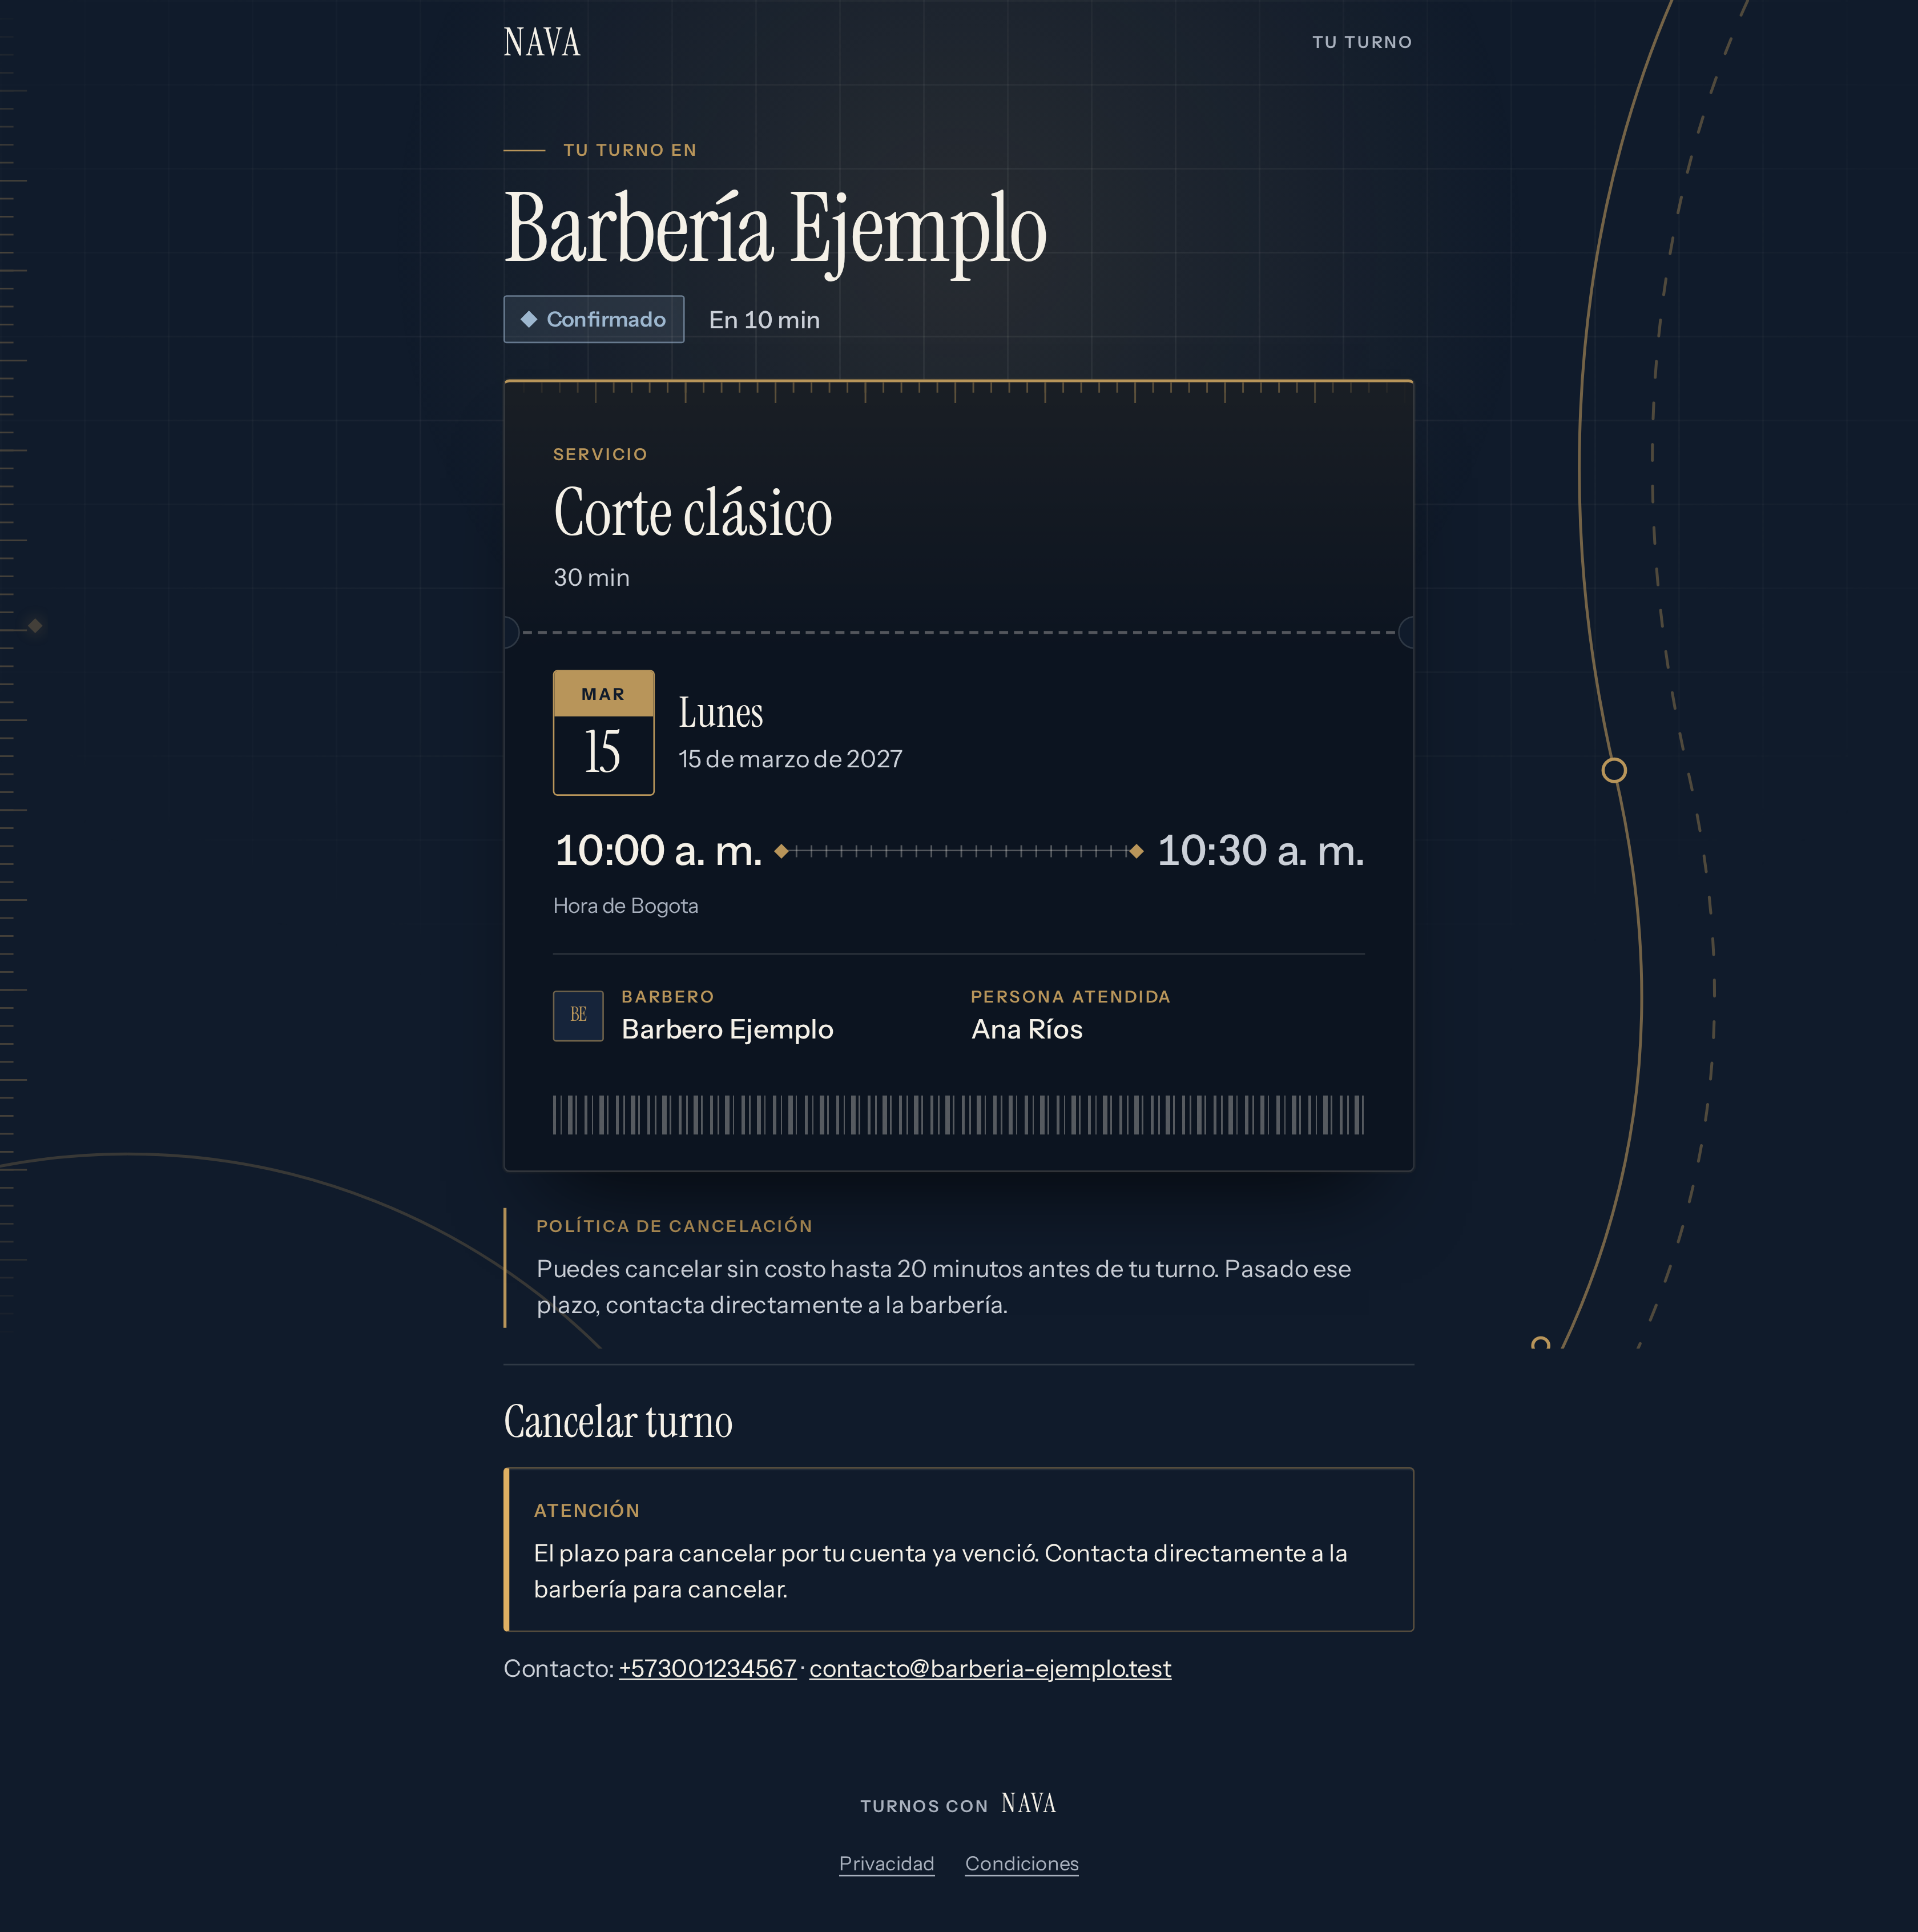 NAVA
TU TURNO
TU TURNO EN
Barbería Ejemplo
Confirmado
En 10 min
SERVICIO
Corte clásico
30 min
MAR
15
Lunes
15 de marzo de 2027
10:00 a. m.
10:30 a. m.
Hora de Bogota
BE
BARBERO
Barbero Ejemplo
PERSONA ATENDIDA
Ana Ríos
POLÍTICA DE CANCELACIÓN
Puedes cancelar sin costo hasta 20 minutos antes de tu turno. Pasado ese
plazo, contacta directamente a la barbería.
Cancelar turno
ATENCIÓN
El plazo para cancelar por tu cuenta ya venció. Contacta directamente a la
barbería para cancelar.
Contacto: +573001234567 · contacto@barberia-ejemplo.test
TURNOS CON NAVA
Privacidad
Condiciones